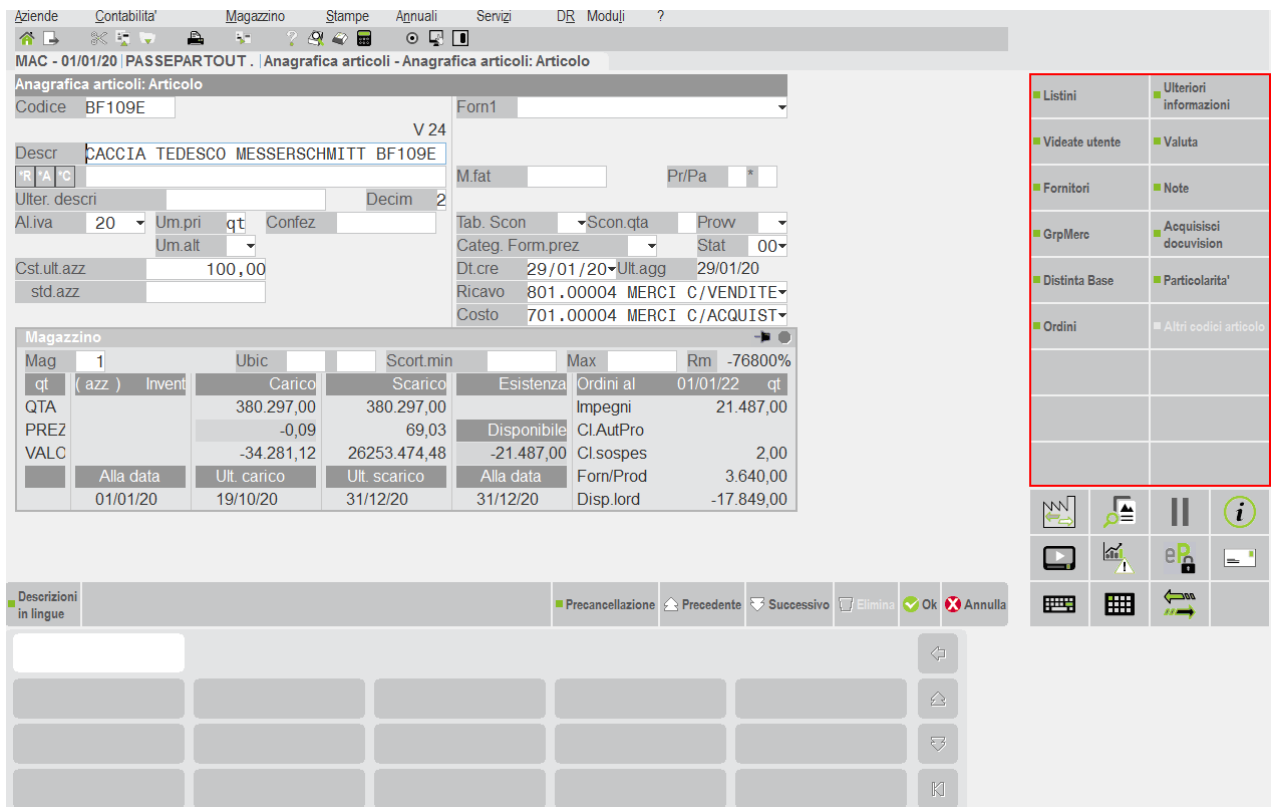 Aziende Contabilita' Magazzino Stampe Annuali Servizi DR Moduli ?
MAC - 01/01/20 | PASSEPARTOUT . | Anagrafica articoli - Anagrafica articoli: Articolo
Anagrafica articoli: Articolo
Codice BF109E Forn1
V 24
Descr CACCIA TEDESCO MESSERSCHMITT BF109E
*R *A *C M.fat Pr/Pa *
Ulter. descri Decim 2
Al.iva 20 Um.pri qt Confez Tab. Scon Scon.qta Provv
Um.alt Categ. Form.prez Stat 00
Cst.ult.azz 100,00 Dt.cre 29/01/20 Ult.agg 29/01/20
std.azz Ricavo 801.00004 MERCI C/VENDITE
Costo 701.00004 MERCI C/ACQUIST
Magazzino
Mag 1 Ubic Scort.min Max Rm -76800%
qt ( azz ) Invent Carico Scarico Esistenza Ordini al 01/01/22 qt
QTA 380.297,00 380.297,00 Impegni 21.487,00
PREZ -0,09 69,03 Disponibile Cl.AutPro
VALO -34.281,12 26253.474,48 -21.487,00 Cl.sospes 2,00
Alla data Ult. carico Ult. scarico Alla data Forn/Prod 3.640,00
01/01/20 19/10/20 31/12/20 31/12/20 Disp.lord -17.849,00
Listini
Ulteriori
informazioni
Videate utente
Valuta
Fornitori
Note
GrpMerc
Acquisisci
docuvision
Distinta Base
Particolarita'
Ordini
Altri codici articolo
i
eP
Descrizioni
in lingue
Precancellazione Precedente Successivo Elimina Ok Annulla